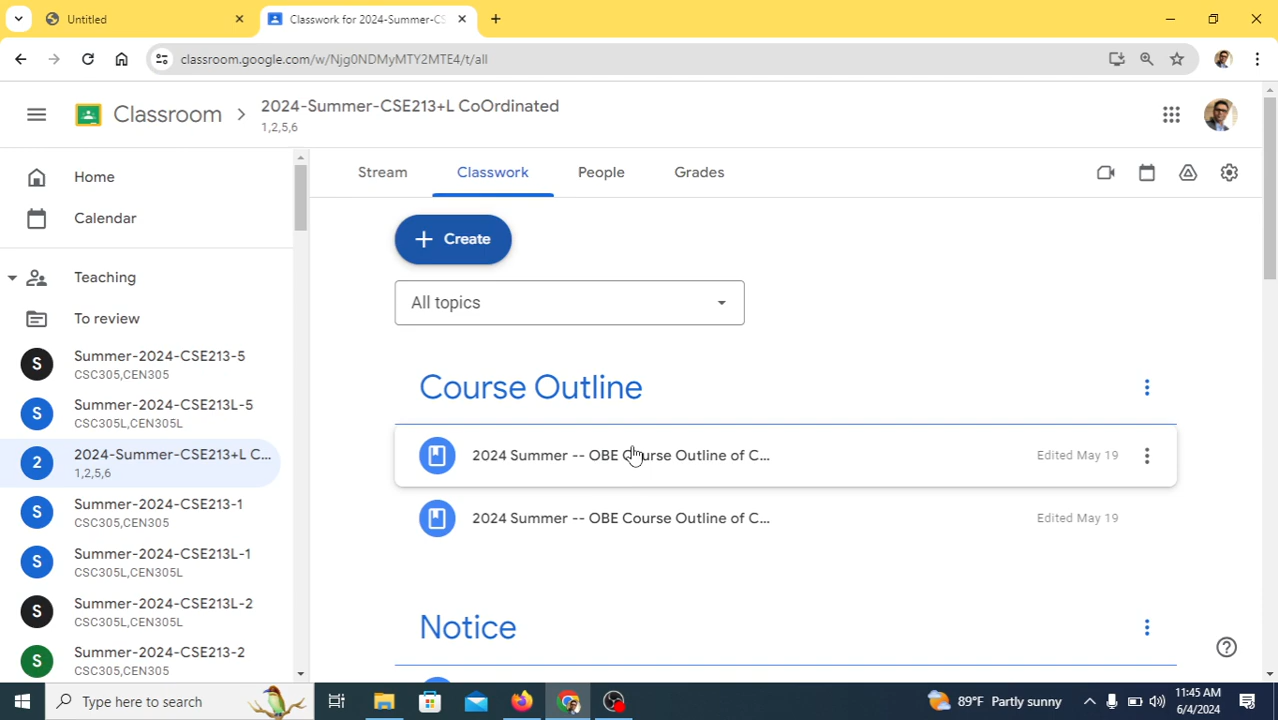 Untitled
Classwork for 2024-Summer-CS
classroom.google.com/w/Njg0NDMyMTY2MTE4/t/all
Classroom
2024-Summer-CSE213+L CoOrdinated
1,2,5,6
Home
Calendar
Teaching
To review
S
Summer-2024-CSE213-5
CSC305,CEN305
S
Summer-2024-CSE213L-5
CSC305L,CEN305L
2
2024-Summer-CSE213+L C...
1,2,5,6
S
Summer-2024-CSE213-1
CSC305,CEN305
S
Summer-2024-CSE213L-1
CSC305L,CEN305L
S
Summer-2024-CSE213L-2
CSC305L,CEN305L
S
Summer-2024-CSE213-2
CSC305,CEN305
Stream
Classwork
People
Grades
Create
All topics
Course Outline
2024 Summer -- OBE Course Outline of C...
Edited May 19
2024 Summer -- OBE Course Outline of C...
Edited May 19
Notice
Type here to search
89°F Partly sunny
11:45 AM
6/4/2024